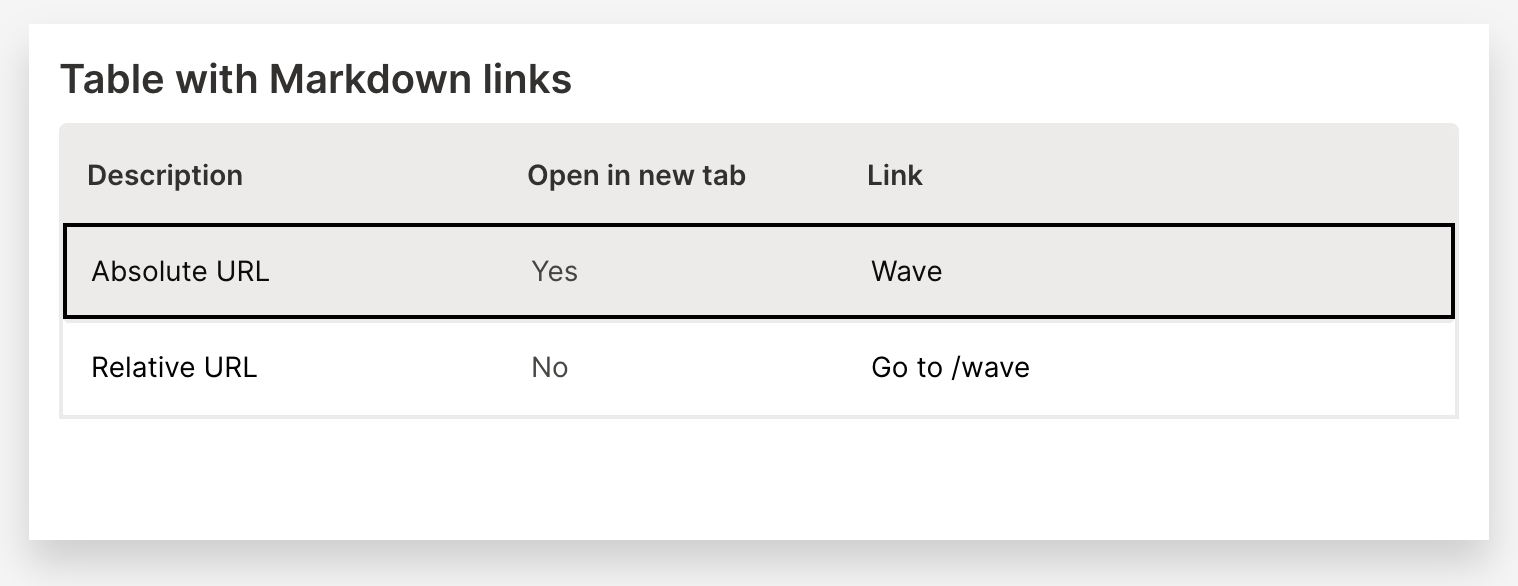 Table with Markdown links
Description Open in new tab Link
Absolute URL Yes Wave
Relative URL No Go to /wave